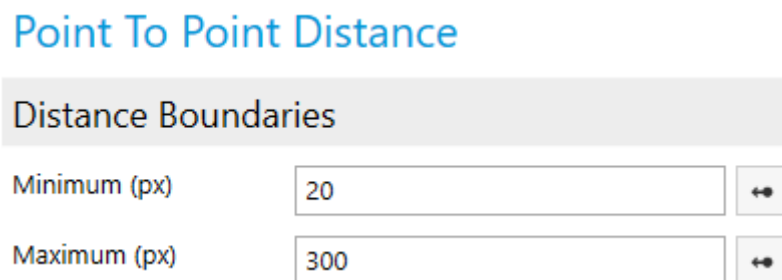 Point To Point Distance
Distance Boundaries
Minimum (px) 20
Maximum (px) 300